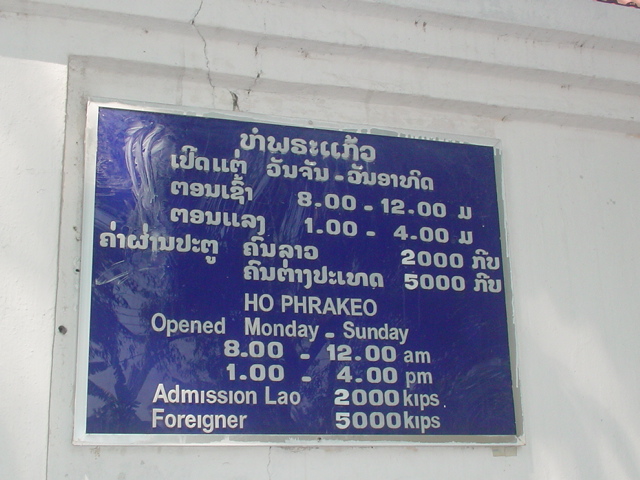 ຫໍພຣະແກ້ວ
ເປີດແຕ່ ວັນຈັນ - ວັນອາທິດ
ຕອນເຊົ້າ 8.00 - 12.00 ມ
ຕອນແລງ 1.00 - 4.00 ມ
ຄ່າຜ່ານປະຕູ ຄົນລາວ 2000 ກີບ
ຄົນຕ່າງປະເທດ 5000 ກີບ
HO PHRAKEO
Opened Monday - Sunday
8.00 - 12.00 am
1.00 - 4.00 pm
Admission Lao 2000 kips
Foreigner 5000 kips